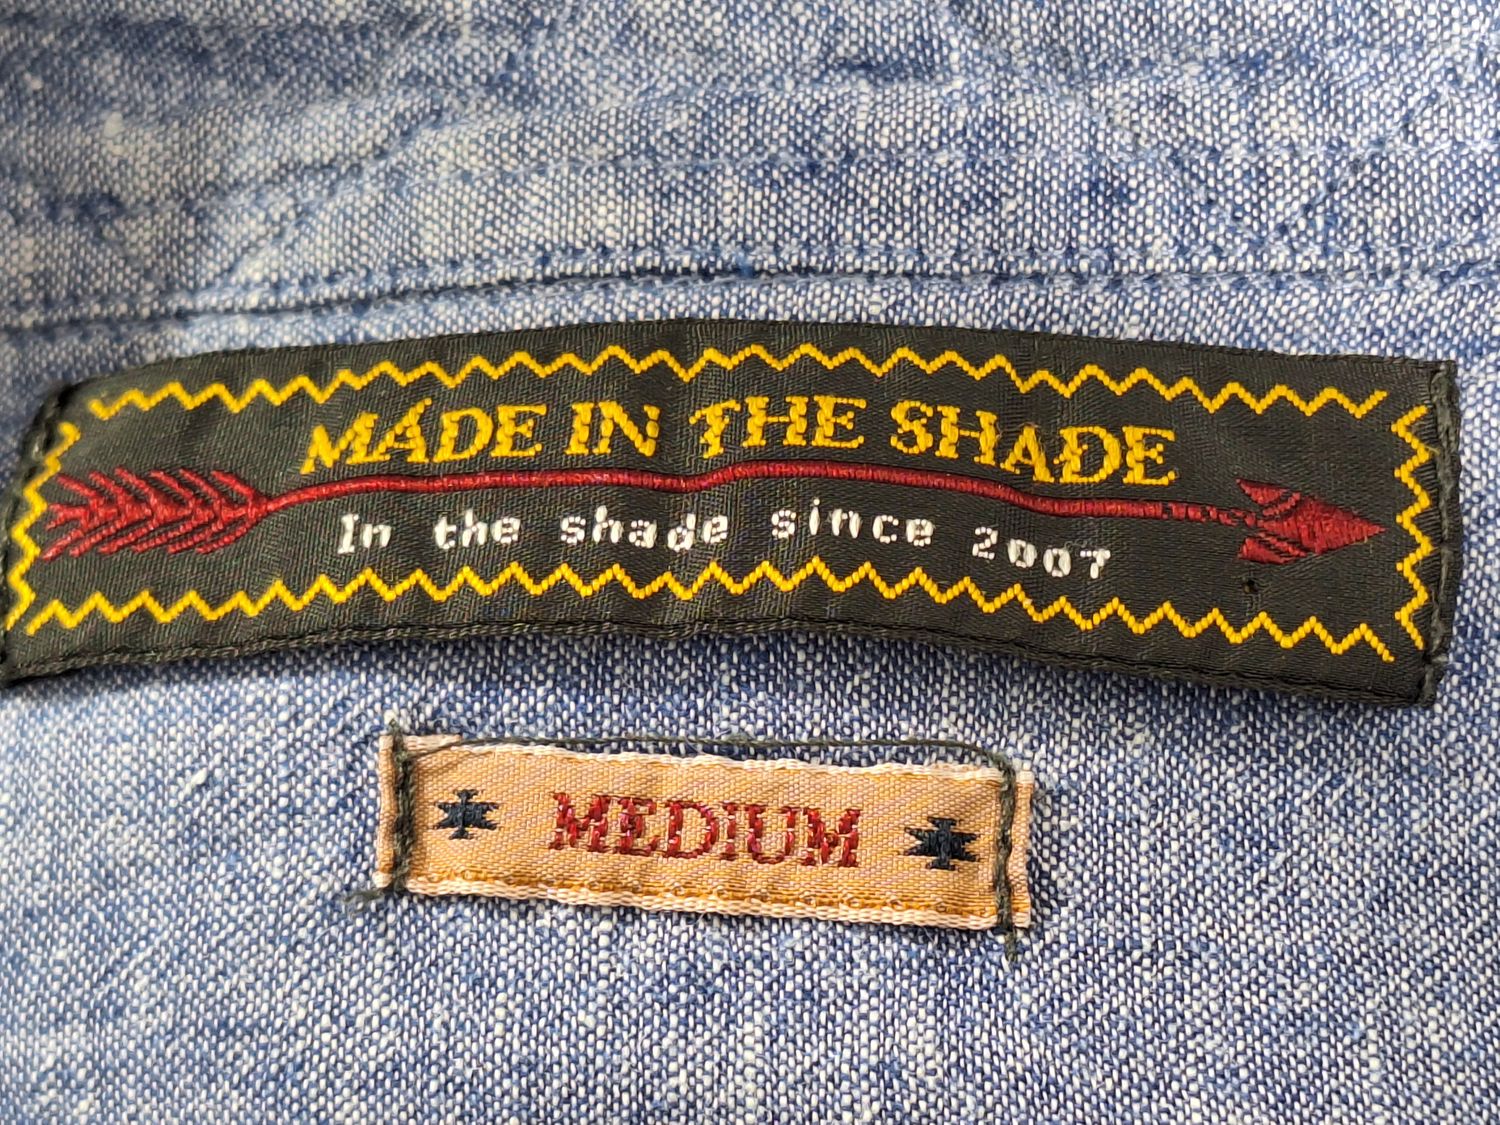 MADE IN THE SHADE
In the shade since 2007
MEDIUM